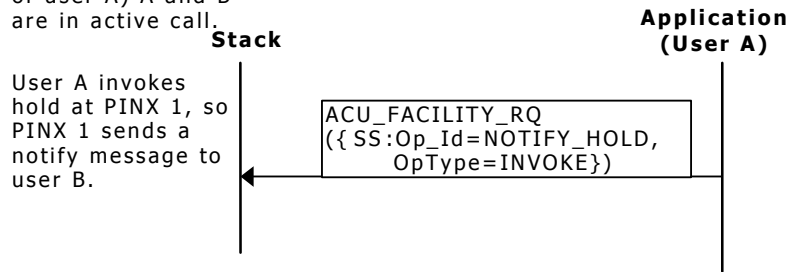 or user A) A and B
are in active call.
Stack
Application
(User A)
User A invokes
hold at PINX 1, so
PINX 1 sends a
notify message to
user B.
ACU_FACILITY_RQ
({ SS:Op_Id=NOTIFY_HOLD,
OpType=INVOKE})